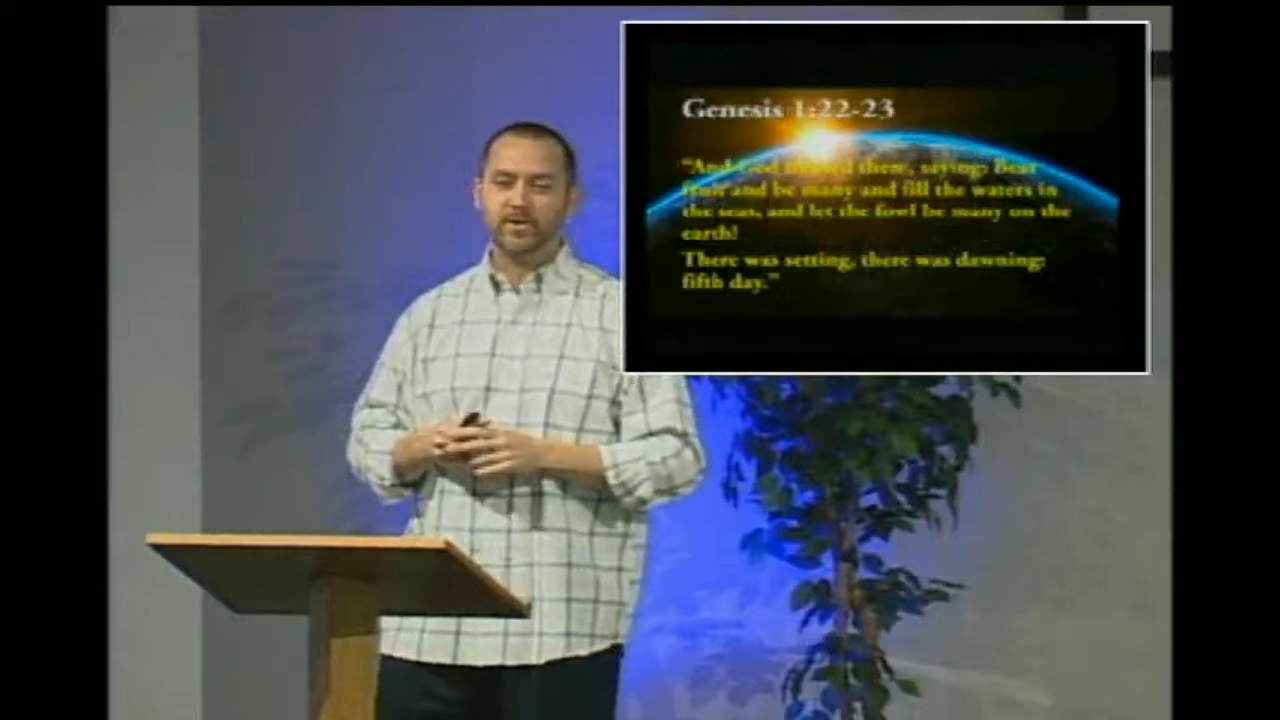 Genesis 1:22-23
"And God blessed them, saying: Bear
fruit and be many and fill the waters in
the seas, and let the fowl be many on the
earth!
There was setting, there was dawning:
fifth day."